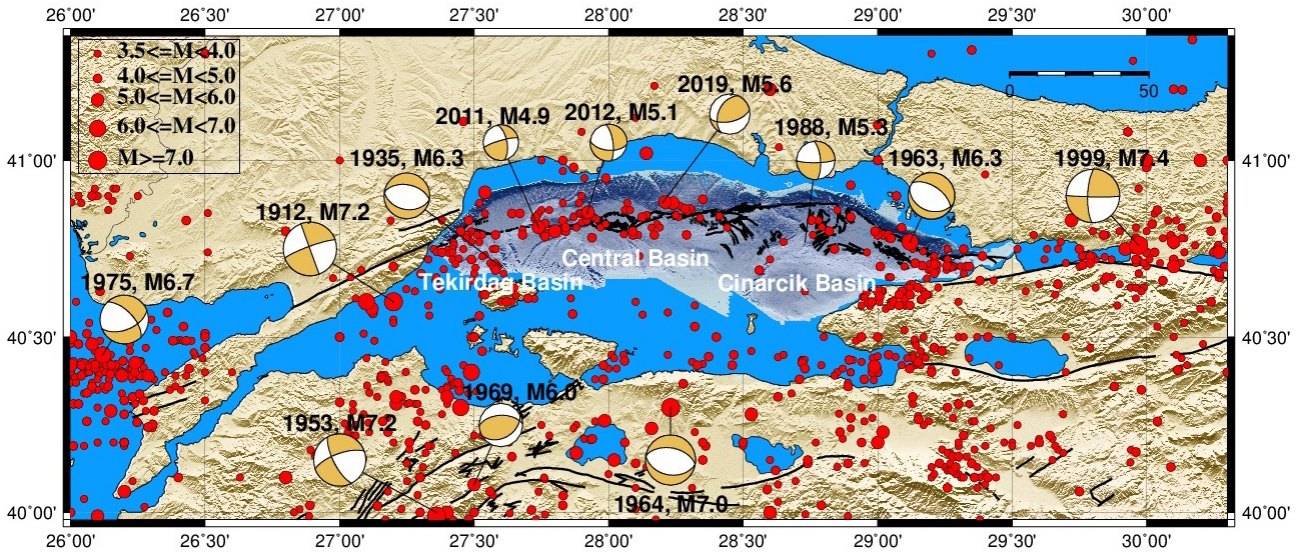 26°00' 26°30' 27°00' 27°30' 28°00' 28°30' 29°00' 29°30' 30°00'
3.5<=M<4.0
4.0<=M<5.0
5.0<=M<6.0
6.0<=M<7.0
M>=7.0
0 50
2019, M5.6
2011, M4.9
2012, M5.1
1988, M5.3
41°00'
1935, M6.3
1963, M6.3
1999, M7.4
41°00'
1912, M7.2
Central Basin
1975, M6.7
Tekirdag Basin
Cinarcik Basin
40°30'
40°30'
1969, M6.0
1953, M7.2
1964, M7.0
40°00'
40°00'
26°00' 26°30' 27°00' 27°30' 28°00' 28°30' 29°00' 29°30' 30°00'